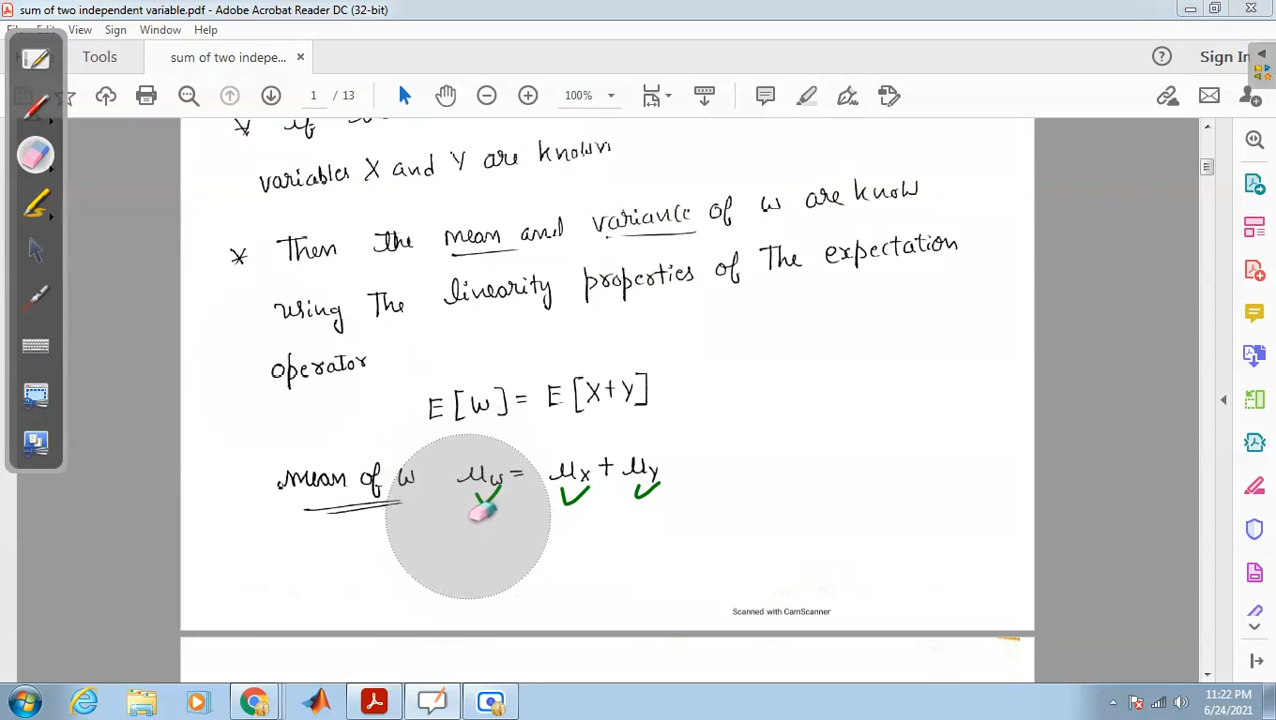 sum of two independent variable.pdf - Adobe Acrobat Reader DC (32-bit)
View Sign Window Help
Tools
sum of two indepe...
Sign In
1 / 13
100%
if
variables X and Y are known
Then the mean and variance of w are know
using The linearity properties of The expectation
operator
E[W] = E[X+Y]
mean of w μw = μx + μy
Scanned with CamScanner
11:22 PM
6/24/2021